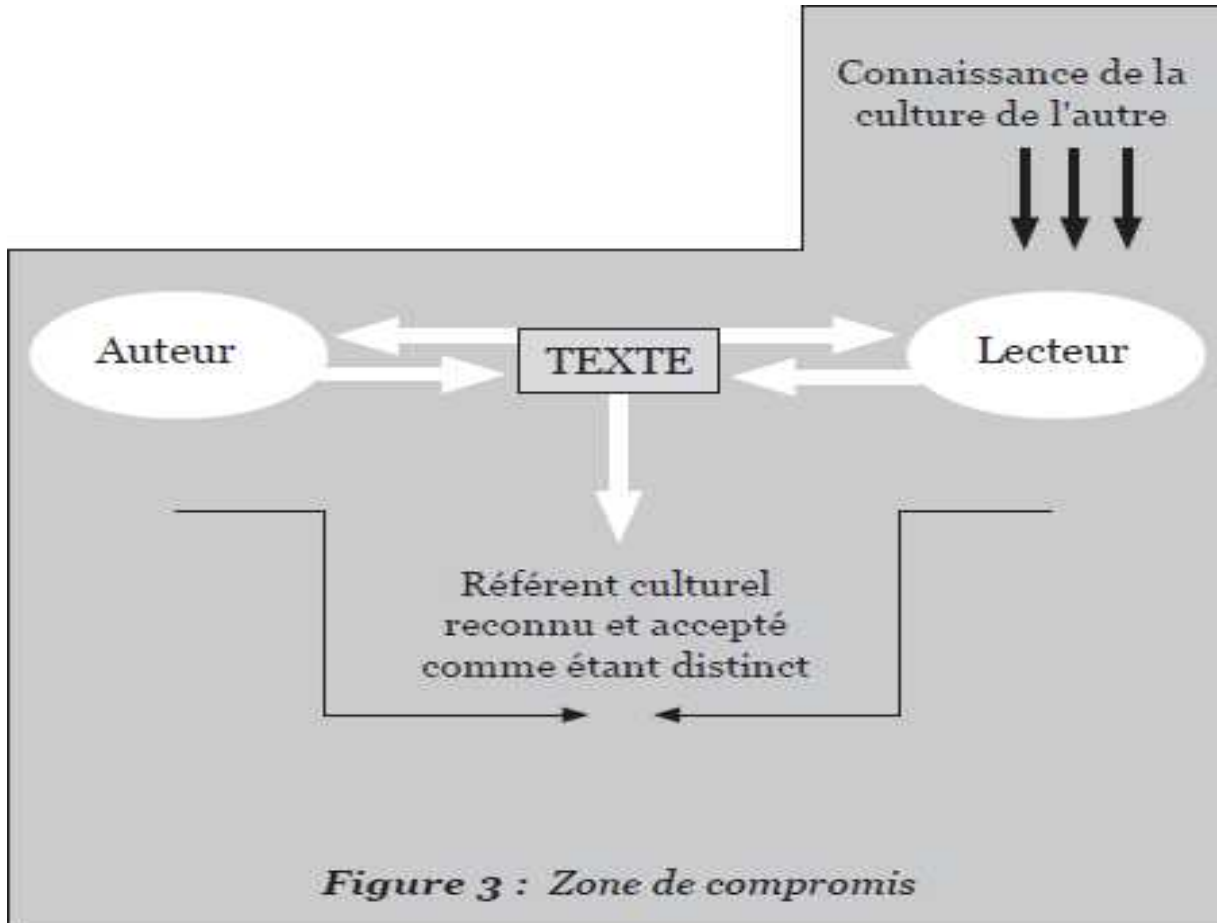 Connaissance de la
culture de l'autre
Auteur
TEXTE
Lecteur
Référent culturel
reconnu et accepté
comme étant distinct
Figure 3 : Zone de compromis